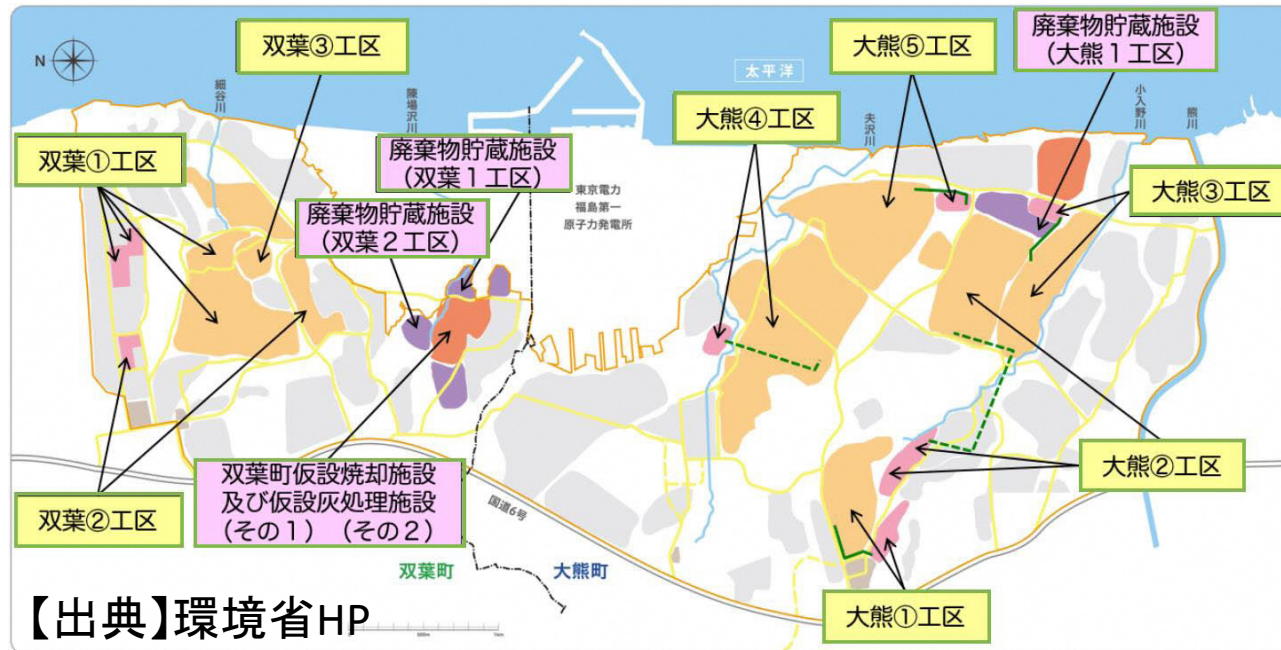 N
双葉③工区
細谷川
陳場沢川
双葉①工区
廃棄物貯蔵施設
(双葉1工区)
廃棄物貯蔵施設
(双葉2工区)
東京電力
福島第一
原子力発電所
太平洋
大熊⑤工区
廃棄物貯蔵施設
(大熊1工区)
大熊④工区
夫沢川
小入野川
熊川
大熊③工区
双葉②工区
双葉町仮設焼却施設
及び仮設灰処理施設
(その1) (その2)
国道6号
大熊②工区
双葉町
大熊町
大熊①工区
【出典】環境省HP
500m
1km